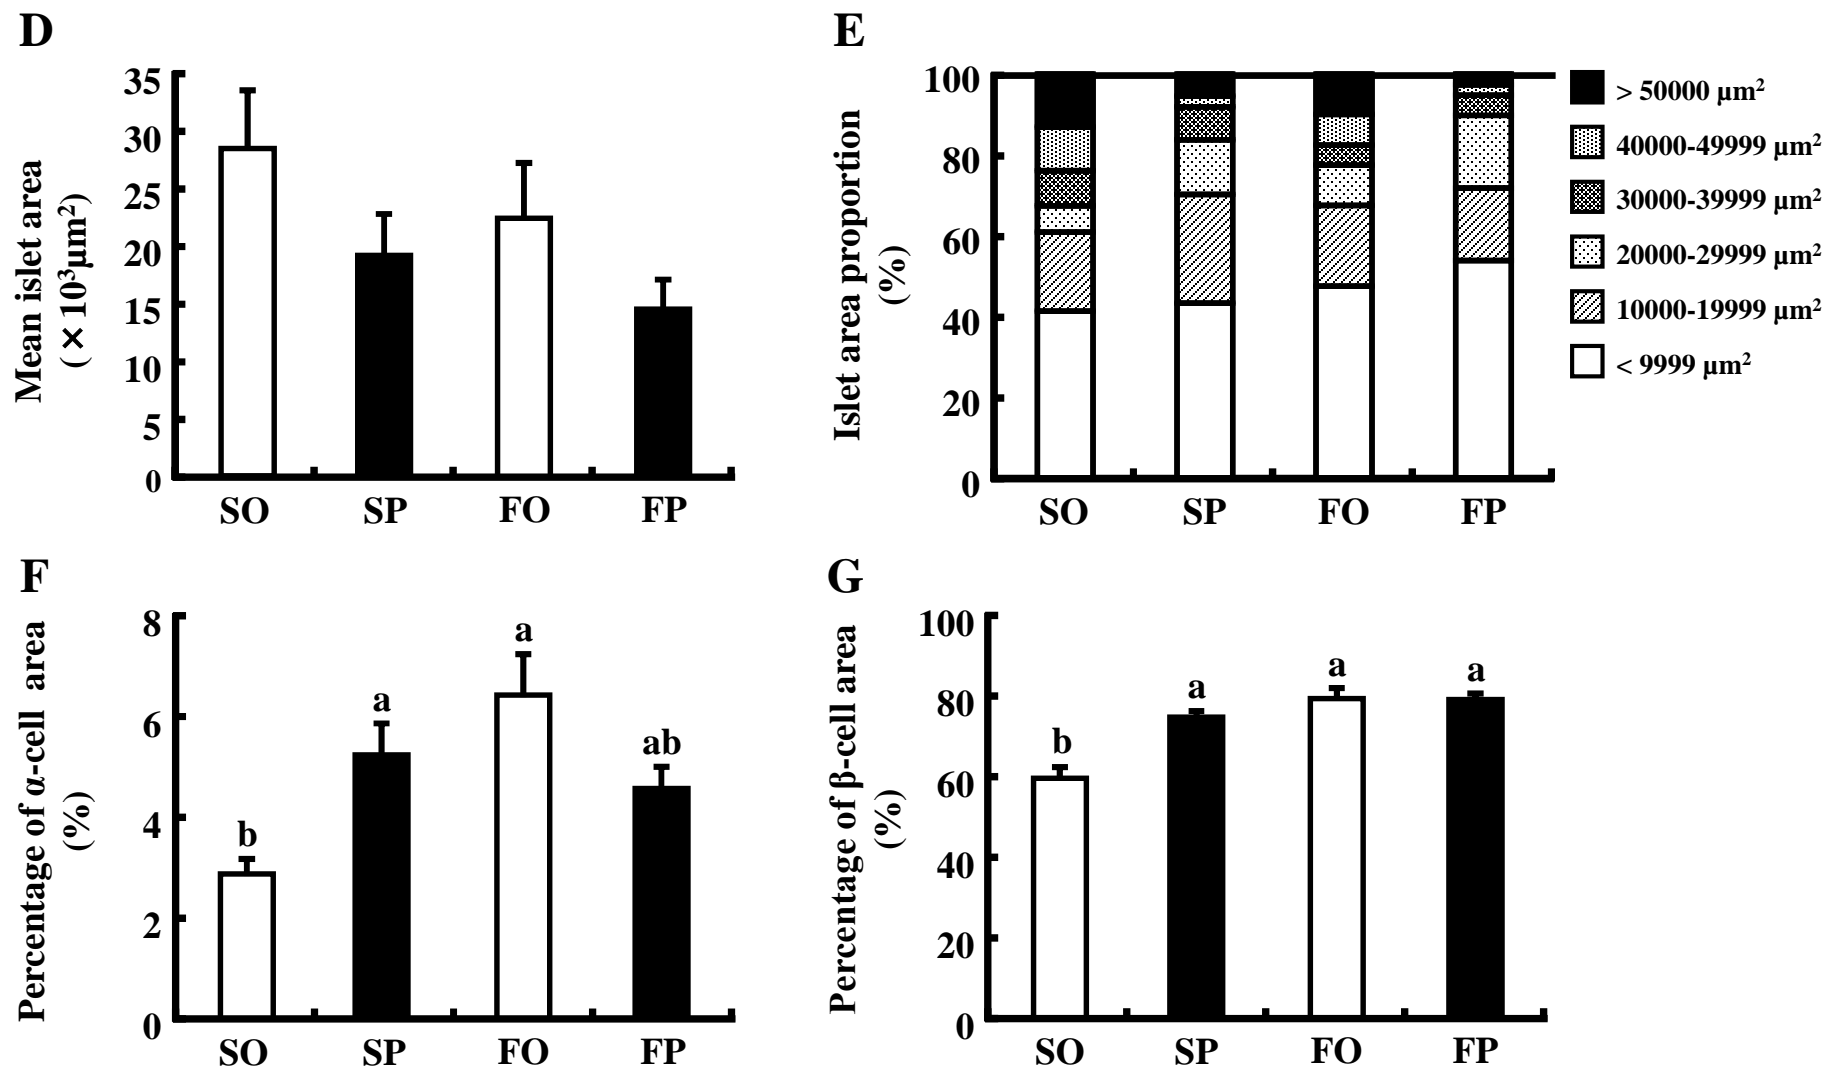 D
Mean islet area
(×10³µm²)
35
30
25
20
15
10
5
0
SO SP FO FP
E
Islet area proportion
(%)
100
80
60
40
20
0
SO SP FO FP
> 50000 µm²
40000-49999 µm²
30000-39999 µm²
20000-29999 µm²
10000-19999 µm²
< 9999 µm²
F
Percentage of α-cell area
(%)
8
6
4
2
0
b
a
a
ab
SO SP FO FP
G
Percentage of β-cell area
(%)
100
80
60
40
20
0
b
a
a
a
SO SP FO FP